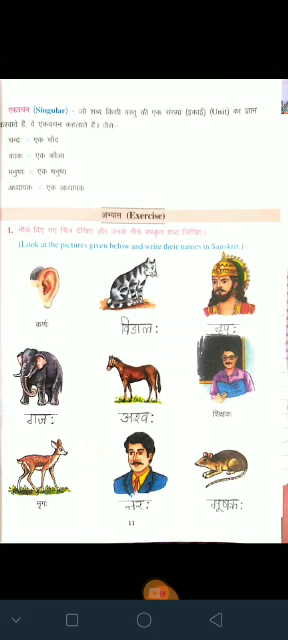 एकवचन (Singular) – जो शब्द किसी वस्तु की एक संख्या (इकाई) (Unit) का ज्ञान
करवाते हैं, वे एकवचन कहलाते हैं। जैसे–
चन्द्रः = एक चाँद
काकः = एक कौआ
मनुष्यः = एक मनुष्य
अध्यापकः = एक अध्यापक
अभ्यास (Exercise)
1. नीचे दिए गए चित्र देखिए और उनके नीचे संस्कृत शब्द लिखिए।
(Look at the pictures given below and write their names in Sanskrit.)
कर्णः बिडालः नृपः
गजः अश्वः शिक्षकः
मृगः नरः मूषकः
11